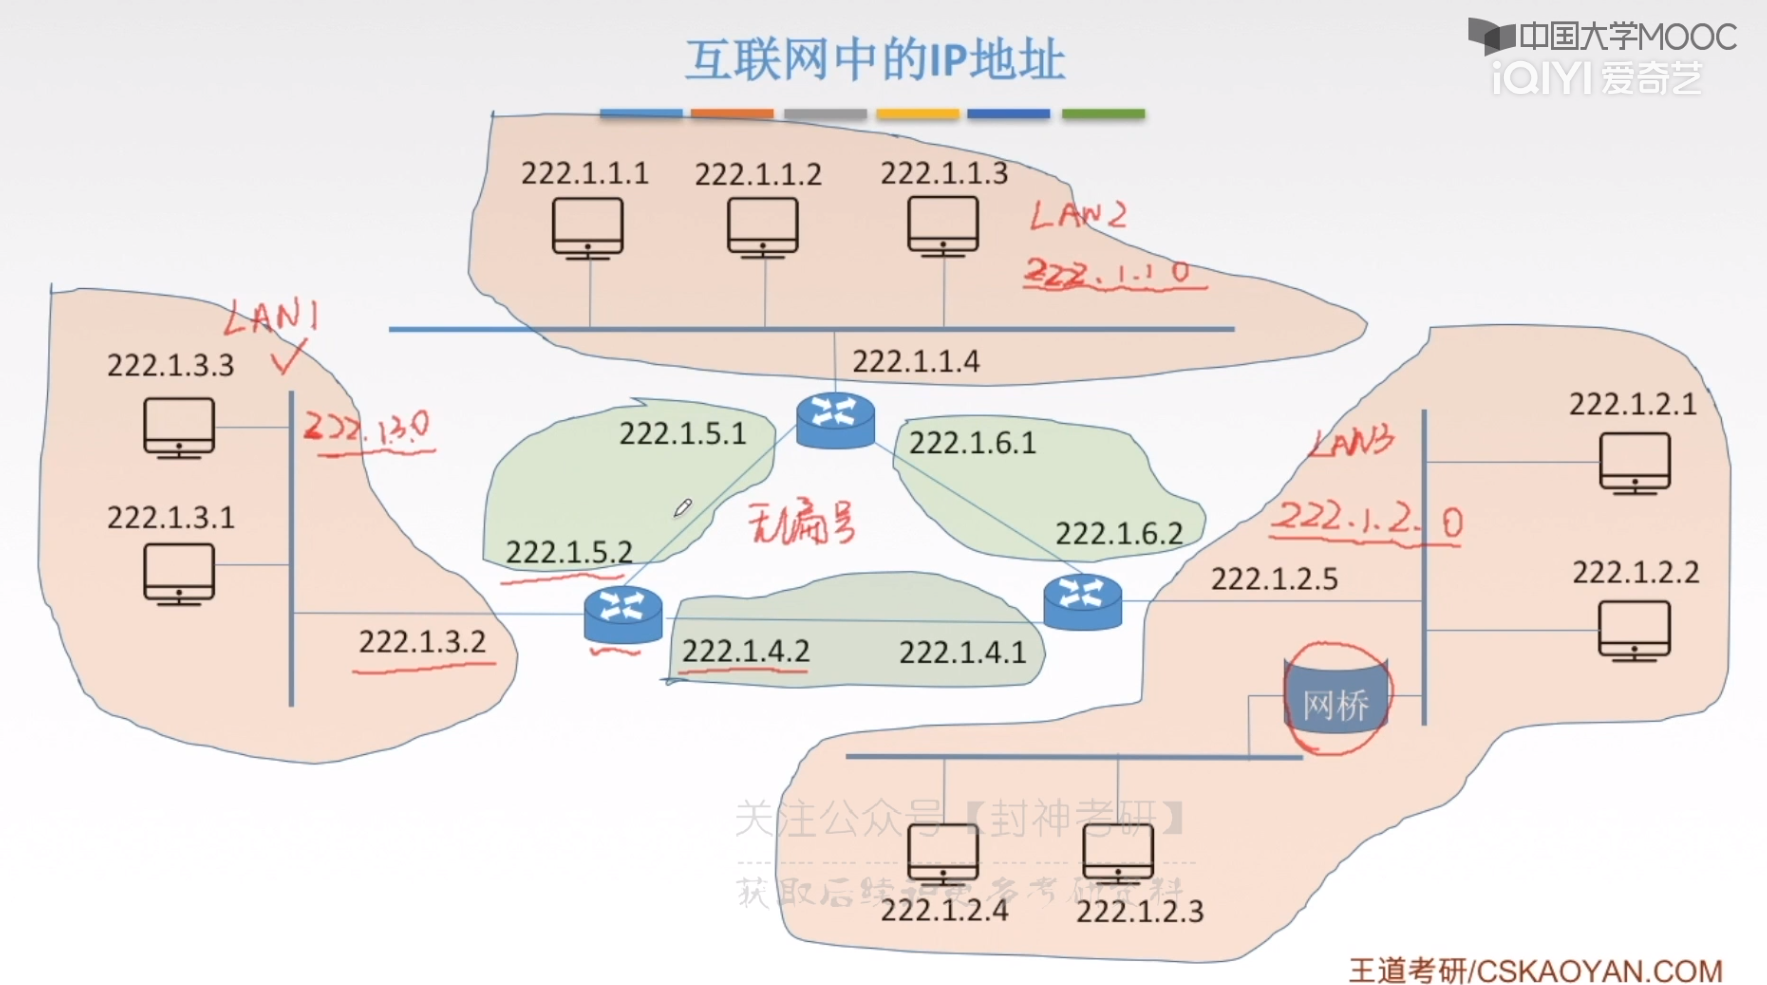 互联网中的IP地址
中国大学MOOC
iQIYI 爱奇艺
222.1.1.1
222.1.1.2
222.1.1.3
LAN2
222.1.1.0
LAN1
222.1.3.3
222.1.1.4
222.1.3.0
222.1.5.1
222.1.6.1
LAN3
222.1.2.1
222.1.3.1
无编号
222.1.2.0
222.1.5.2
222.1.6.2
222.1.2.5
222.1.2.2
222.1.3.2
222.1.4.2
222.1.4.1
网桥
关注公众号【封神考研】
获取后续和更多考研资料
222.1.2.4
222.1.2.3
王道考研/CSKAOYAN.COM